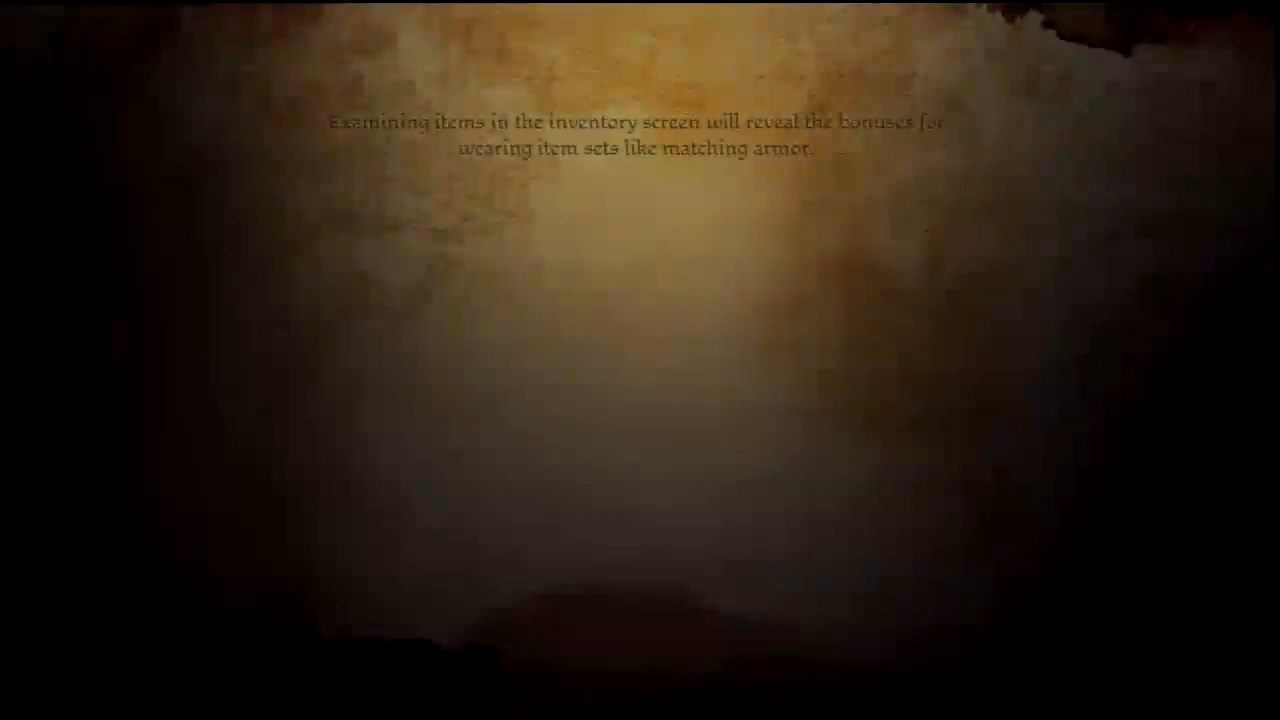 Examining items in the inventory screen will reveal the bonuses for
wearing item sets like matching armor.